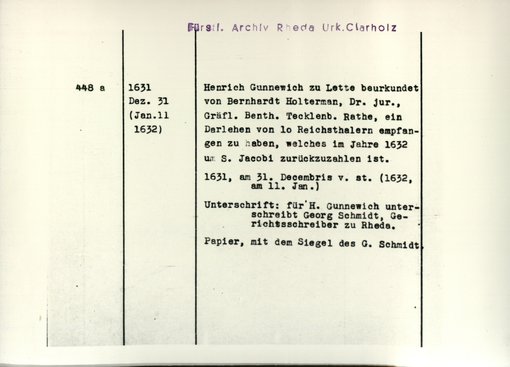 Fürstl. Archiv Rheda Urk. Clarholz
448 a
1631
Dez. 31
(Jan.11
1632)
Henrich Gunnewich zu Lette beurkundet
von Bernhardt Holterman, Dr. jur.,
Gräfl. Benth. Tecklenb. Rathe, ein
Darlehen von lo Reichsthalern empfan-
gen zu haben, welches im Jahre 1632
um S. Jacobi zurückzuzahlen ist.
1631, am 31. Decembris v. st. (1632,
am 11. Jan.)
Unterschrift: für H. Gunnewich unter-
schreibt Georg Schmidt, Ge-
richtsschreiber zu Rheda.
Papier, mit dem Siegel des G. Schmidt.